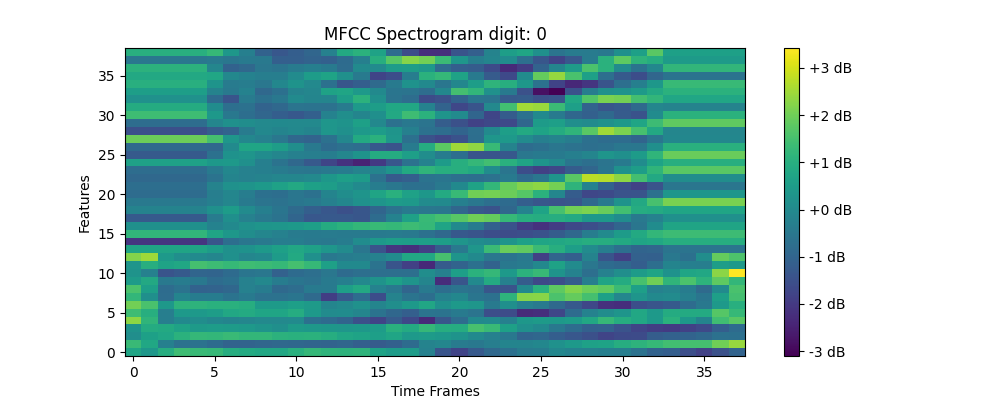 MFCC Spectrogram digit: 0
Features
35
30
25
20
15
10
5
0
0 5 10 15 20 25 30 35
Time Frames
+3 dB
+2 dB
+1 dB
+0 dB
-1 dB
-2 dB
-3 dB